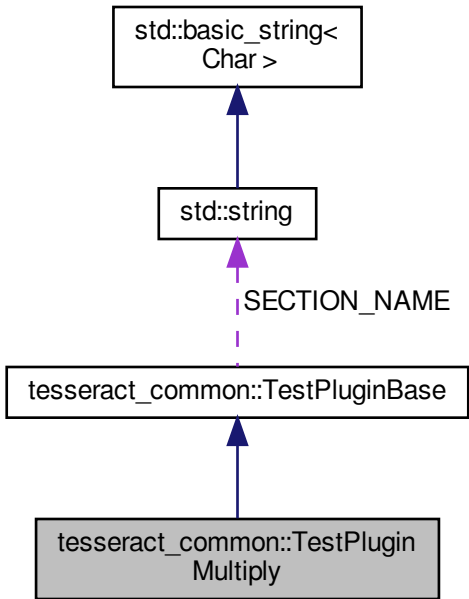 std::basic_string<
Char >
std::string
SECTION_NAME
tesseract_common::TestPluginBase
tesseract_common::TestPlugin
Multiply